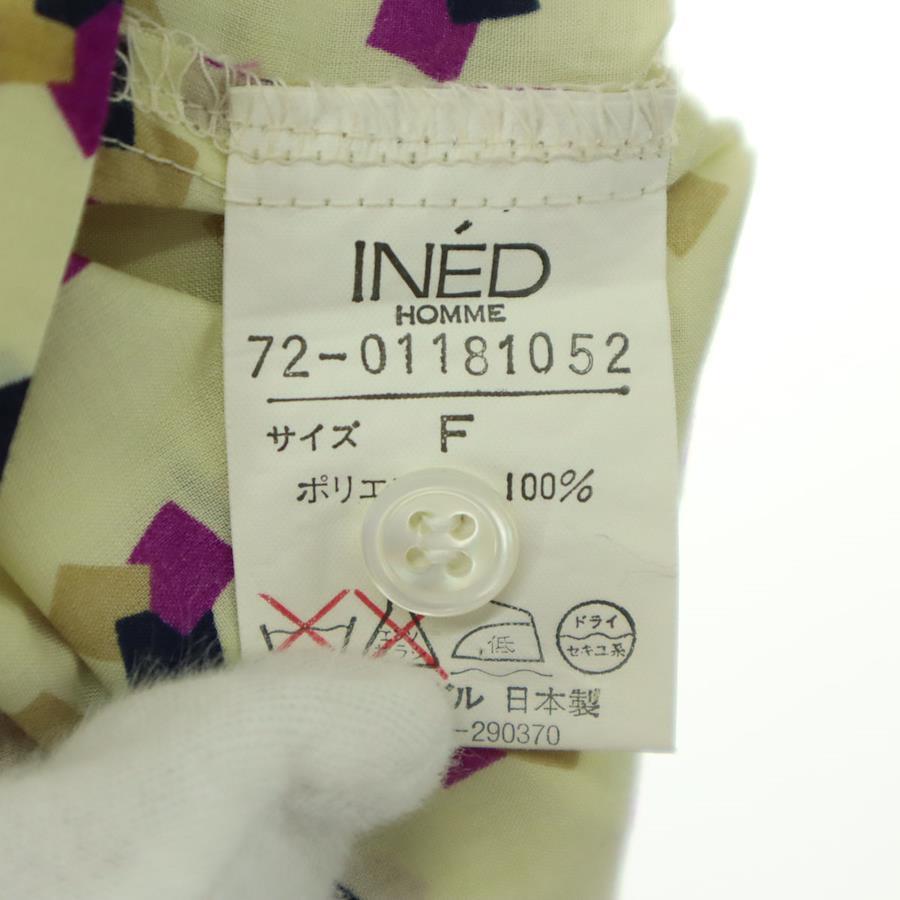 INÉD
HOMME
72-01181052
サイズ F
ポリエ 100%
低
ドライ
セキユ系
日本製
-290370